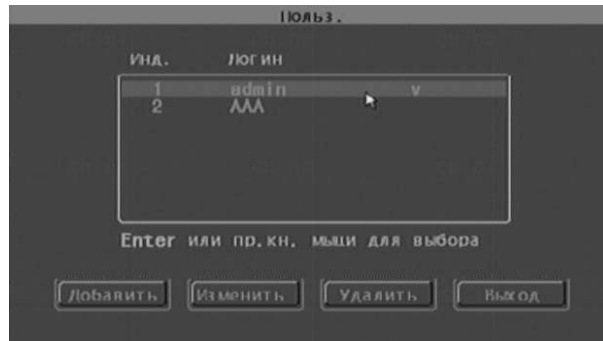 Польз.
Инд. Логин
1 admin v
2 AAA
Enter или пр.кн. мыши для выбора
Добавить Изменить Удалить Выход